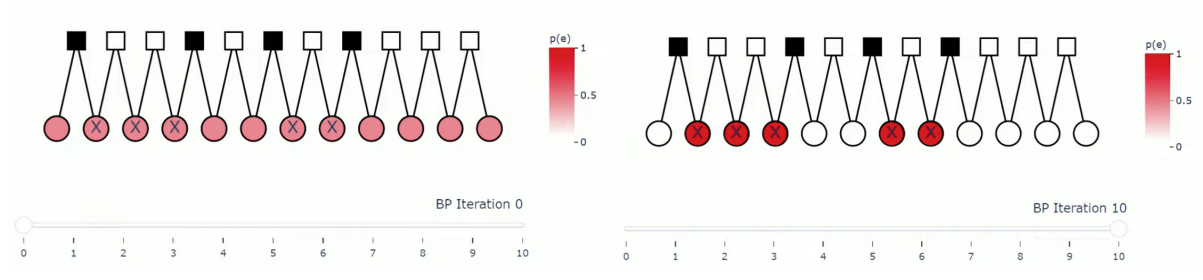 p(e)
1
0.5
0
X X X X X
BP Iteration 0
0 1 2 3 4 5 6 7 8 9 10
p(e)
1
0.5
0
X X X X X
BP Iteration 10
0 1 2 3 4 5 6 7 8 9 10